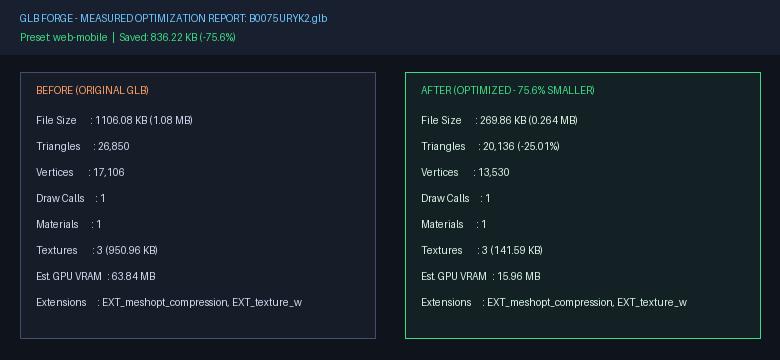 GLB FORGE - MEASURED OPTIMIZATION REPORT: B0075URYK2.glb
Preset: web-mobile | Saved: 836.22 KB (-75.6%)
BEFORE (ORIGINAL GLB)
File Size : 1106.08 KB (1.08 MB)
Triangles : 26,850
Vertices : 17,106
Draw Calls : 1
Materials : 1
Textures : 3 (950.96 KB)
Est. GPU VRAM : 63.84 MB
Extensions : EXT_meshopt_compression, EXT_texture_w
AFTER (OPTIMIZED - 75.6% SMALLER)
File Size : 269.86 KB (0.264 MB)
Triangles : 20,136 (-25.01%)
Vertices : 13,530
Draw Calls : 1
Materials : 1
Textures : 3 (141.59 KB)
Est. GPU VRAM : 15.96 MB
Extensions : EXT_meshopt_compression, EXT_texture_w